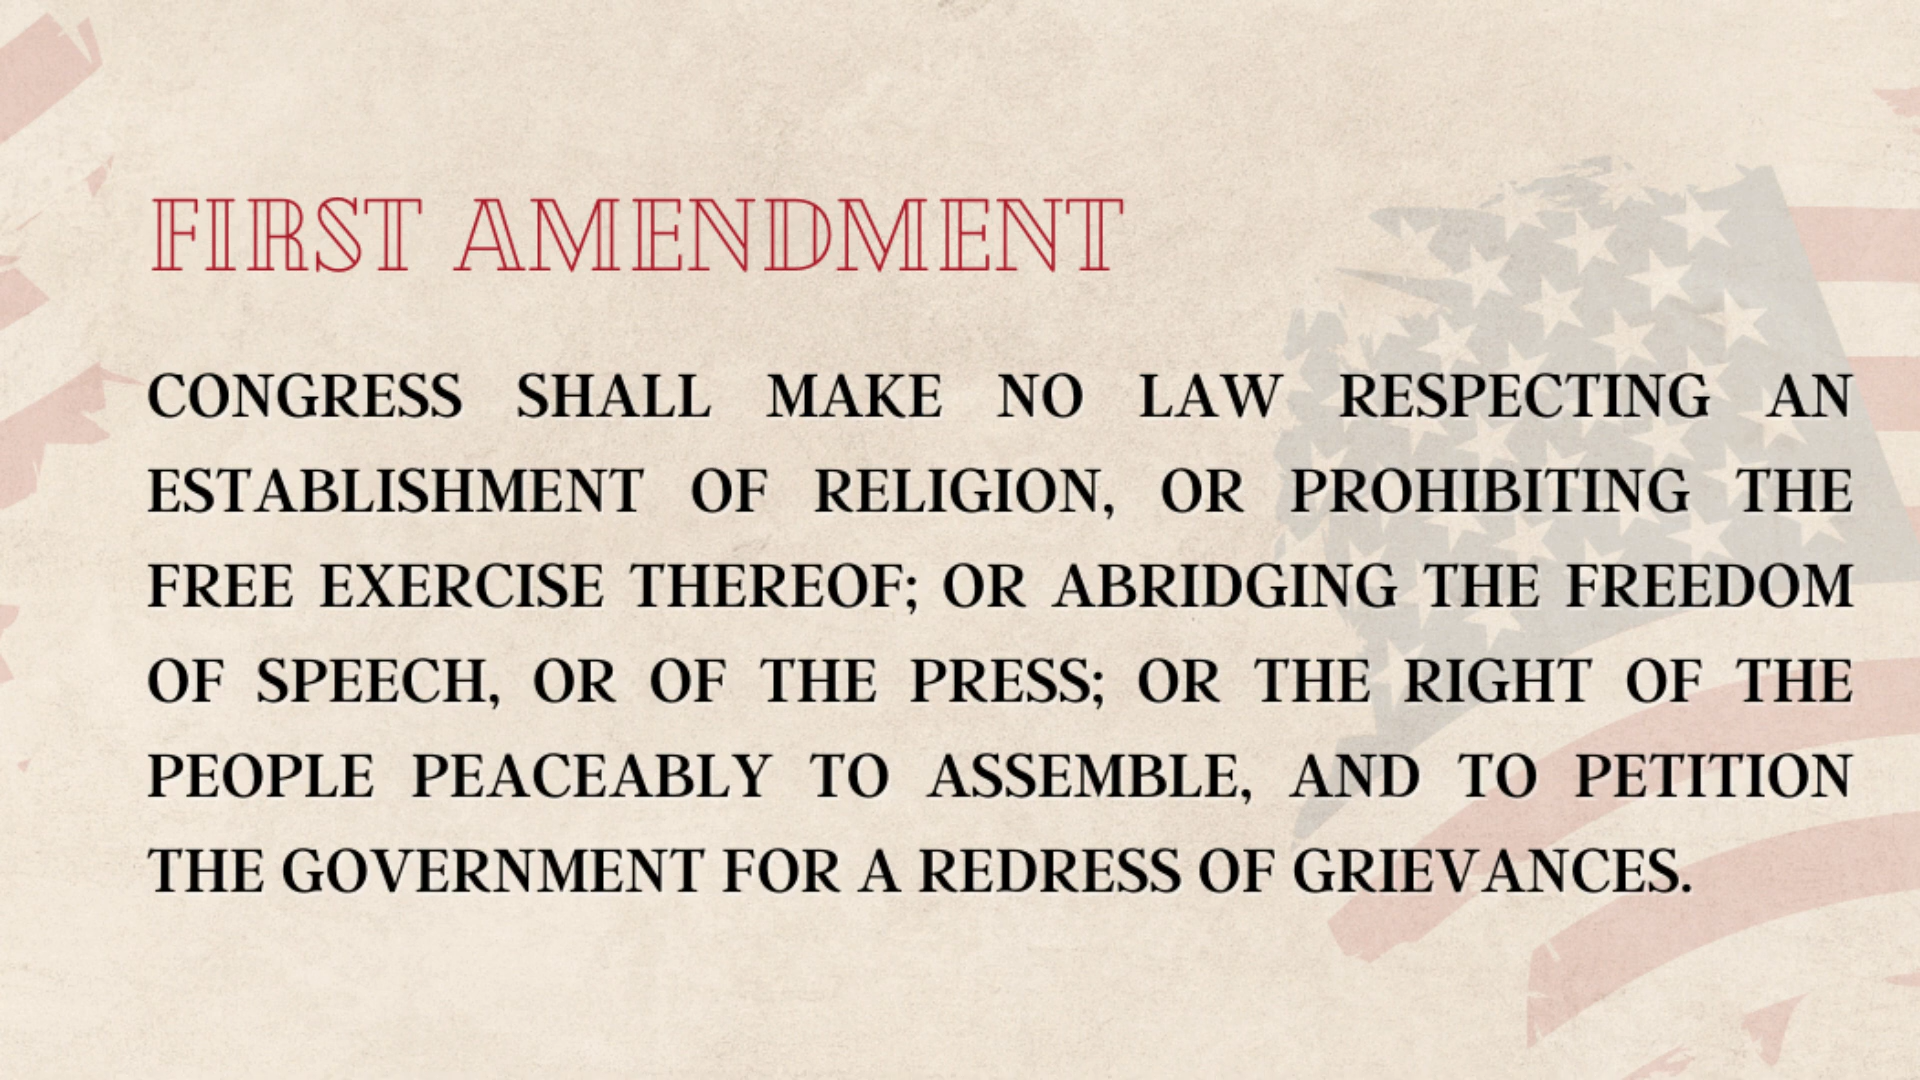 FIRST AMENDMENT
CONGRESS SHALL MAKE NO LAW RESPECTING AN
ESTABLISHMENT OF RELIGION, OR PROHIBITING THE
FREE EXERCISE THEREOF; OR ABRIDGING THE FREEDOM
OF SPEECH, OR OF THE PRESS; OR THE RIGHT OF THE
PEOPLE PEACEABLY TO ASSEMBLE, AND TO PETITION
THE GOVERNMENT FOR A REDRESS OF GRIEVANCES.